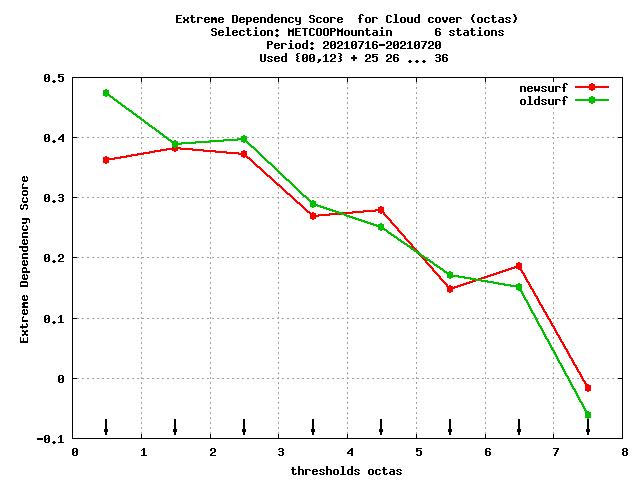 Extreme Dependency Score  for Cloud cover (octas)
Selection: METCOOPMountain      6 stations
Period: 20210716-20210720
Used {00,12} + 25 26 ... 36
newsurf
oldsurf
Extreme Dependency Score
0.5
0.4
0.3
0.2
0.1
0
-0.1
0 1 2 3 4 5 6 7 8
thresholds octas